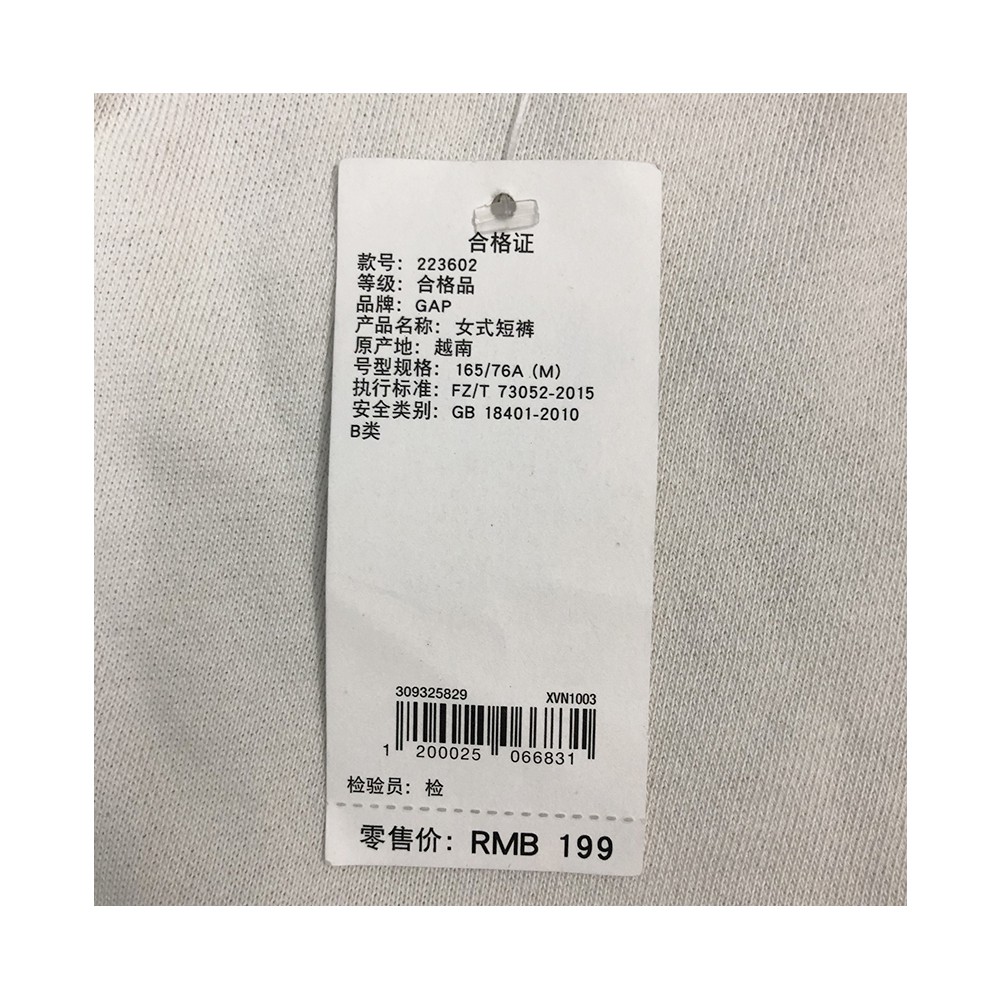 合格证
款号：223602
等级：合格品
品牌：GAP
产品名称：女式短裤
原产地：越南
号型规格：165/76A (M)
执行标准：FZ/T 73052-2015
安全类别：GB 18401-2010
B类
309325829 XVN1003
1 200025 066831
检验员：检
零售价：RMB 199